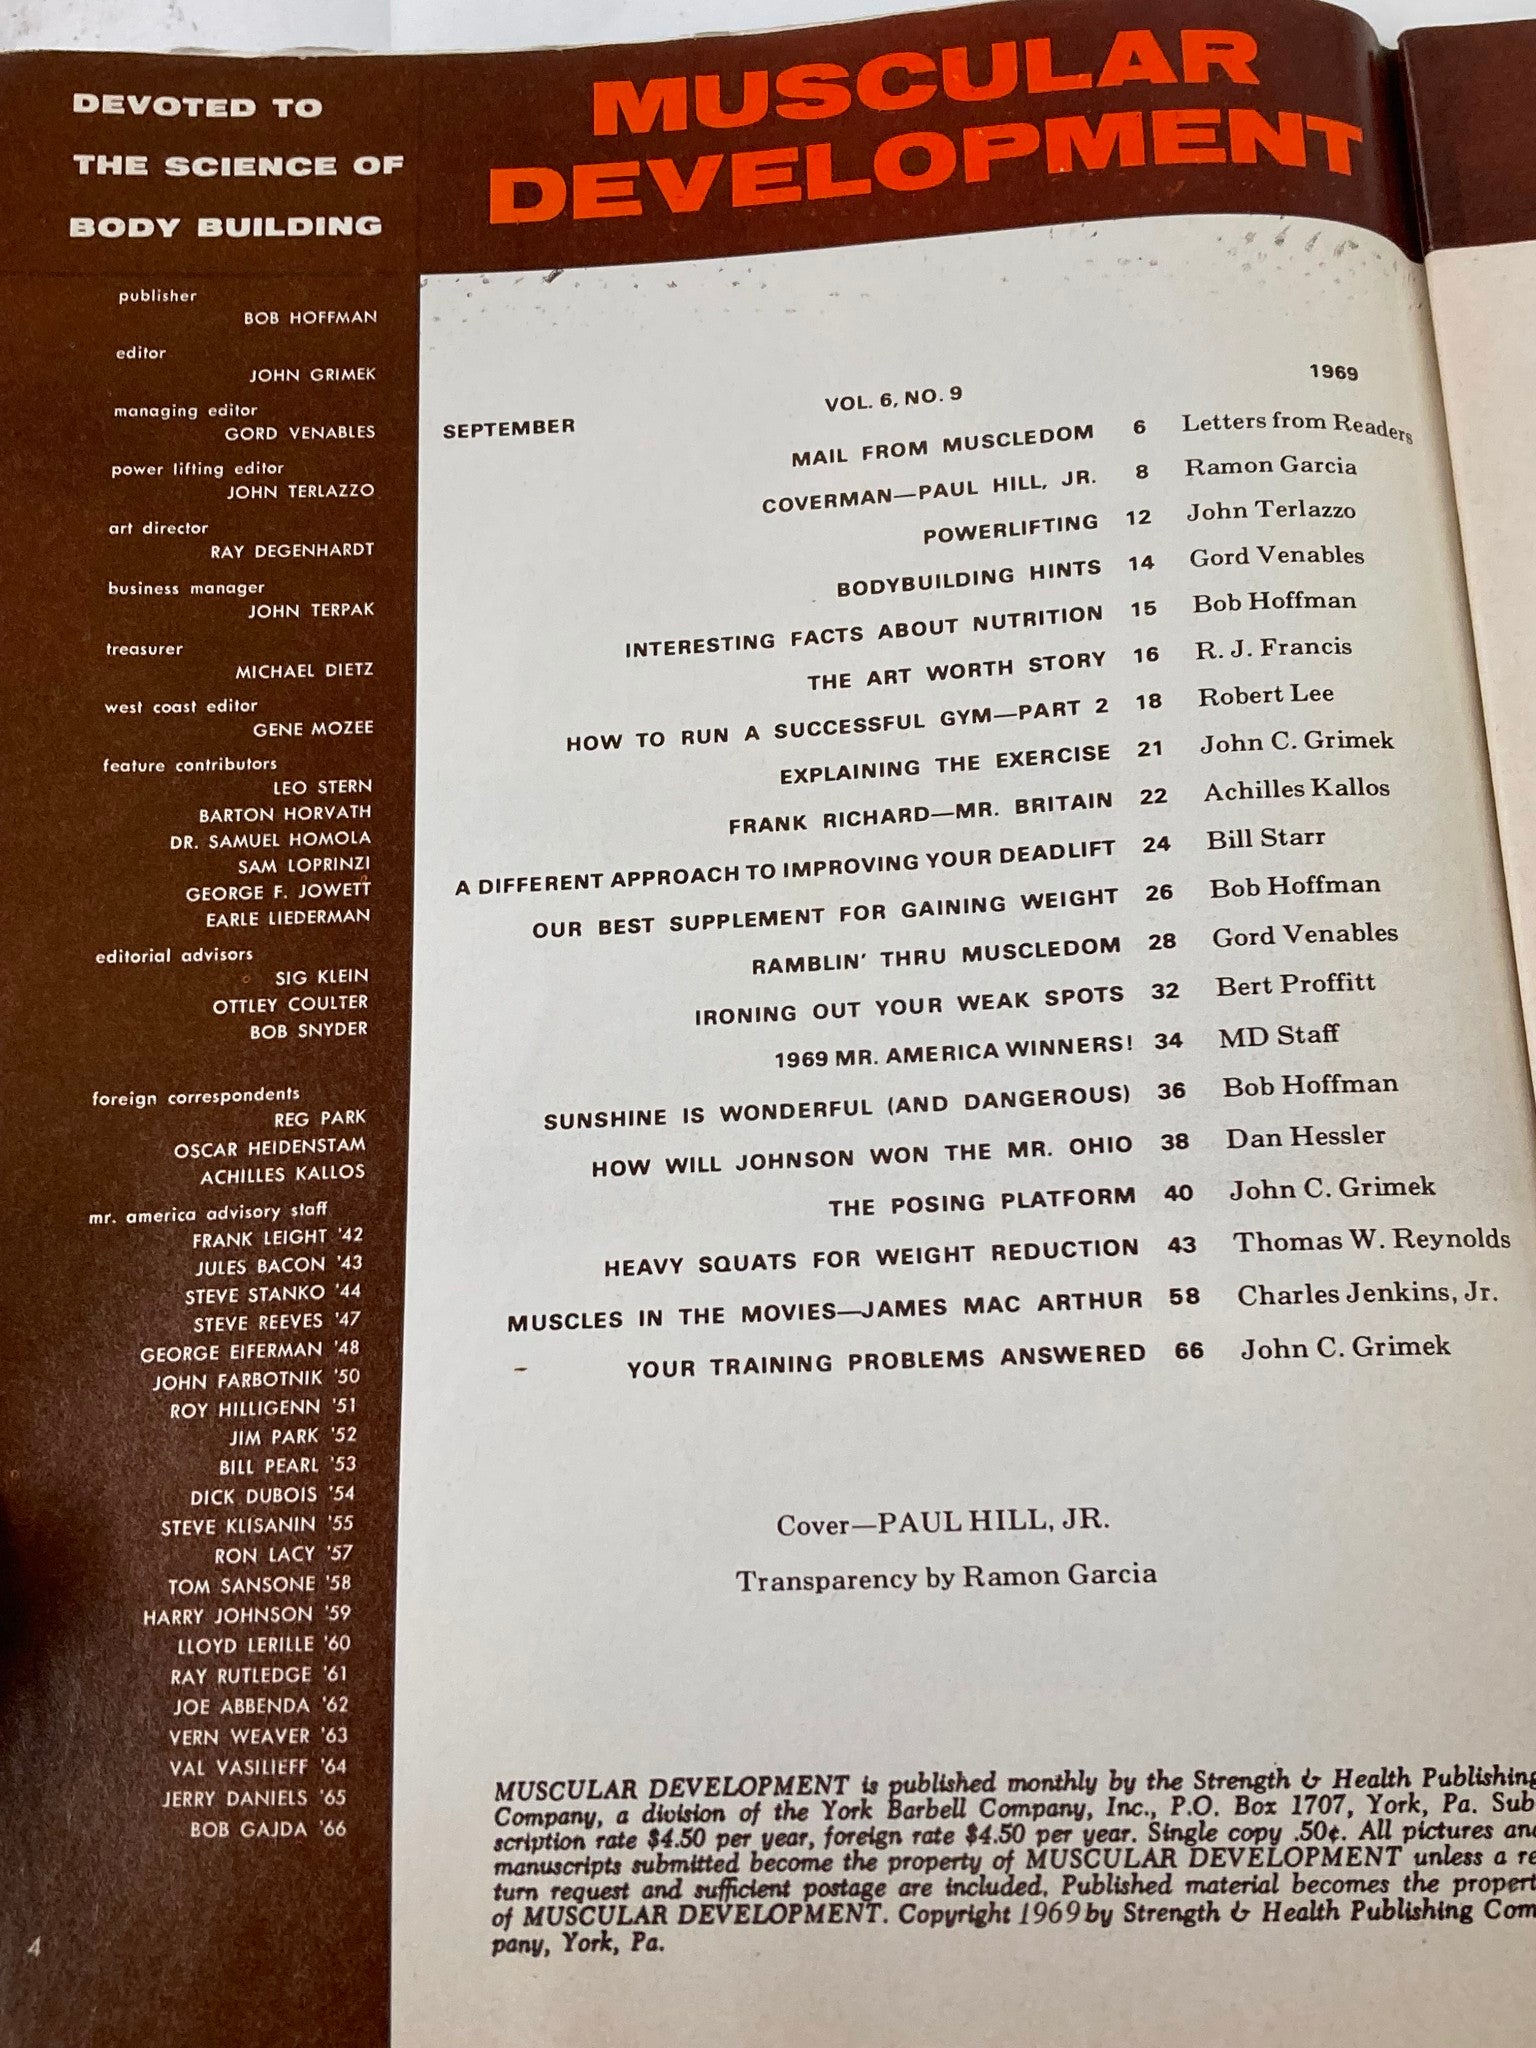 DEVOTED TO
THE SCIENCE OF
BODY BUILDING
publisher
BOB HOFFMAN
editor
JOHN GRIMEK
managing editor
GORD VENABLES
power lifting editor
JOHN TERLAZZO
art director
RAY DEGENHARDT
business manager
JOHN TERPAK
treasurer
MICHAEL DIETZ
west coast editor
GENE MOZEE
feature contributors
LEO STERN
BARTON HORVATH
DR. SAMUEL HOMOLA
SAM LOPRINZI
GEORGE F. JOWETT
EARLE LIEDERMAN
editorial advisors
SIG KLEIN
OTTLEY COULTER
BOB SNYDER
foreign correspondents
REG PARK
OSCAR HEIDENSTAM
ACHILLES KALLOS
mr. america advisory staff
FRANK LEIGHT '42
JULES BACON '43
STEVE STANKO '44
STEVE REEVES '47
GEORGE EIFERMAN '48
JOHN FARBOTNIK '50
ROY HILLIGENN '51
JIM PARK '52
BILL PEARL '53
DICK DUBOIS '54
STEVE KLISANIN '55
RON LACY '57
TOM SANSONE '58
HARRY JOHNSON '59
LLOYD LERILLE '60
RAY RUTLEDGE '61
JOE ABBENDA '62
VERN WEAVER '63
VAL VASILIEFF '64
JERRY DANIELS '65
BOB GAJDA '66
4
MUSCULAR
DEVELOPMENT
SEPTEMBER VOL. 6, NO. 9 1969
MAIL FROM MUSCLEDOM 6 Letters from Readers
COVERMAN—PAUL HILL, JR. 8 Ramon Garcia
POWERLIFTING 12 John Terlazzo
BODYBUILDING HINTS 14 Gord Venables
INTERESTING FACTS ABOUT NUTRITION 15 Bob Hoffman
THE ART WORTH STORY 16 R. J. Francis
HOW TO RUN A SUCCESSFUL GYM—PART 2 18 Robert Lee
EXPLAINING THE EXERCISE 21 John C. Grimek
FRANK RICHARD—MR. BRITAIN 22 Achilles Kallos
A DIFFERENT APPROACH TO IMPROVING YOUR DEADLIFT 24 Bill Starr
OUR BEST SUPPLEMENT FOR GAINING WEIGHT 26 Bob Hoffman
RAMBLIN' THRU MUSCLEDOM 28 Gord Venables
IRONING OUT YOUR WEAK SPOTS 32 Bert Proffitt
1969 MR. AMERICA WINNERS! 34 MD Staff
SUNSHINE IS WONDERFUL (AND DANGEROUS) 36 Bob Hoffman
HOW WILL JOHNSON WON THE MR. OHIO 38 Dan Hessler
THE POSING PLATFORM 40 John C. Grimek
HEAVY SQUATS FOR WEIGHT REDUCTION 43 Thomas W. Reynolds
MUSCLES IN THE MOVIES—JAMES MAC ARTHUR 58 Charles Jenkins, Jr.
YOUR TRAINING PROBLEMS ANSWERED 66 John C. Grimek
Cover—PAUL HILL, JR.
Transparency by Ramon Garcia
MUSCULAR DEVELOPMENT is published monthly by the Strength & Health Publishing
Company, a division of the York Barbell Company, Inc., P.O. Box 1707, York, Pa. Sub
scription rate $4.50 per year, foreign rate $4.50 per year. Single copy .50¢. All pictures and
manuscripts submitted become the property of MUSCULAR DEVELOPMENT unless a re
turn request and sufficient postage are included. Published material becomes the propert
of MUSCULAR DEVELOPMENT. Copyright 1969 by Strength & Health Publishing Com
pany, York, Pa.